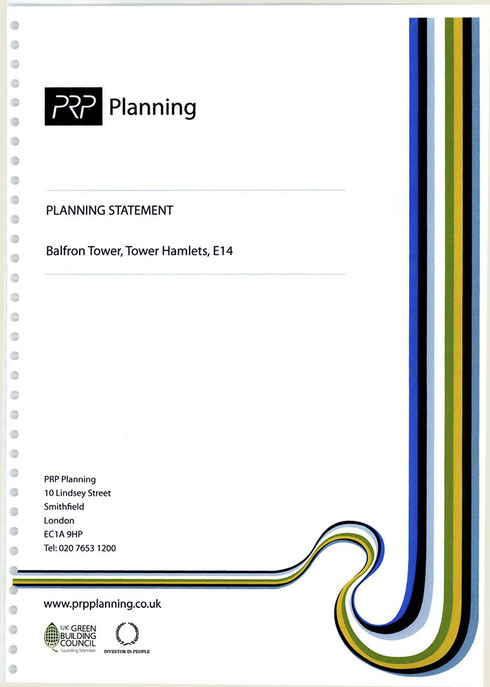 PRP Planning
PLANNING STATEMENT
Balfron Tower, Tower Hamlets, E14
PRP Planning
10 Lindsey Street
Smithfield
London
EC1A 9HP
Tel: 020 7653 1200
www.prpplanning.co.uk
UK GREEN
BUILDING
COUNCIL
Founding Member
INVESTOR IN PEOPLE